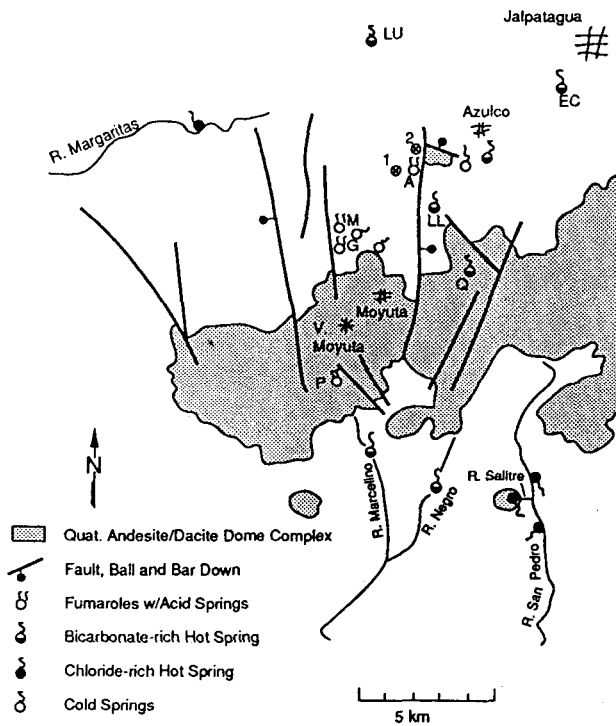 Jalpatagua
LU
EC
Azulco
R. Margaritas
2
1
A
LL
M
G
Q
Moyuta
V.
Moyuta
P
N
R. Marcelino
R. Negro
R. Salitre
R. San Pedro
Quat. Andesite/Dacite Dome Complex
Fault, Ball and Bar Down
Fumaroles w/Acid Springs
Bicarbonate-rich Hot Spring
Chloride-rich Hot Spring
Cold Springs
5 km